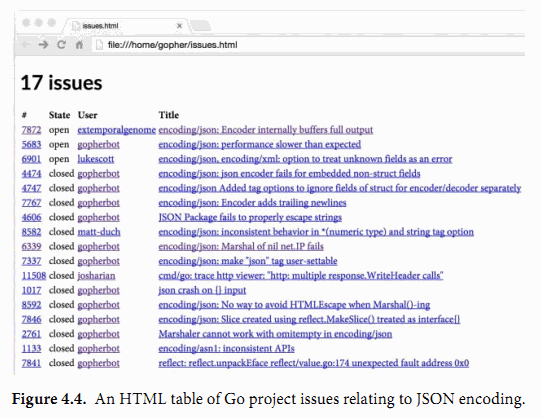 issues.html
file:///home/gopher/issues.html
17 issues
# State User Title
7872 open extemporalgenome encoding/json: Encoder internally buffers full output
5683 open gopherbot encoding/json: performance slower than expected
6901 open lukescott encoding/json, encoding/xml: option to treat unknown fields as an error
4474 closed gopherbot encoding/json: json encoder fails for embedded non-struct fields
4747 closed gopherbot encoding/json Added tag options to ignore fields of struct for encoder/decoder separately
7767 closed gopherbot encoding/json: Encoder adds trailing newlines
4606 closed gopherbot JSON Package fails to properly escape strings
8582 closed matt-duch encoding/json: inconsistent behavior in *(numeric type) and string tag option
6339 closed gopherbot encoding/json: Marshal of nil net.IP fails
7337 closed gopherbot encoding/json: make "json" tag user-settable
11508 closed josharian cmd/go: trace http viewer: "http: multiple response.WriteHeader calls"
1017 closed gopherbot json crash on {} input
8592 closed gopherbot encoding/json: No way to avoid HTMLEscape when Marshal()-ing
7846 closed gopherbot encoding/json: Slice created using reflect.MakeSlice() treated as interface{}
2761 closed gopherbot Marshaler cannot work with omitempty in encoding/json
1133 closed gopherbot encoding/asn1: inconsistent APIs
7841 closed gopherbot reflect: reflect.unpackEface reflect/value.go:174 unexpected fault address 0x0
Figure 4.4. An HTML table of Go project issues relating to JSON encoding.